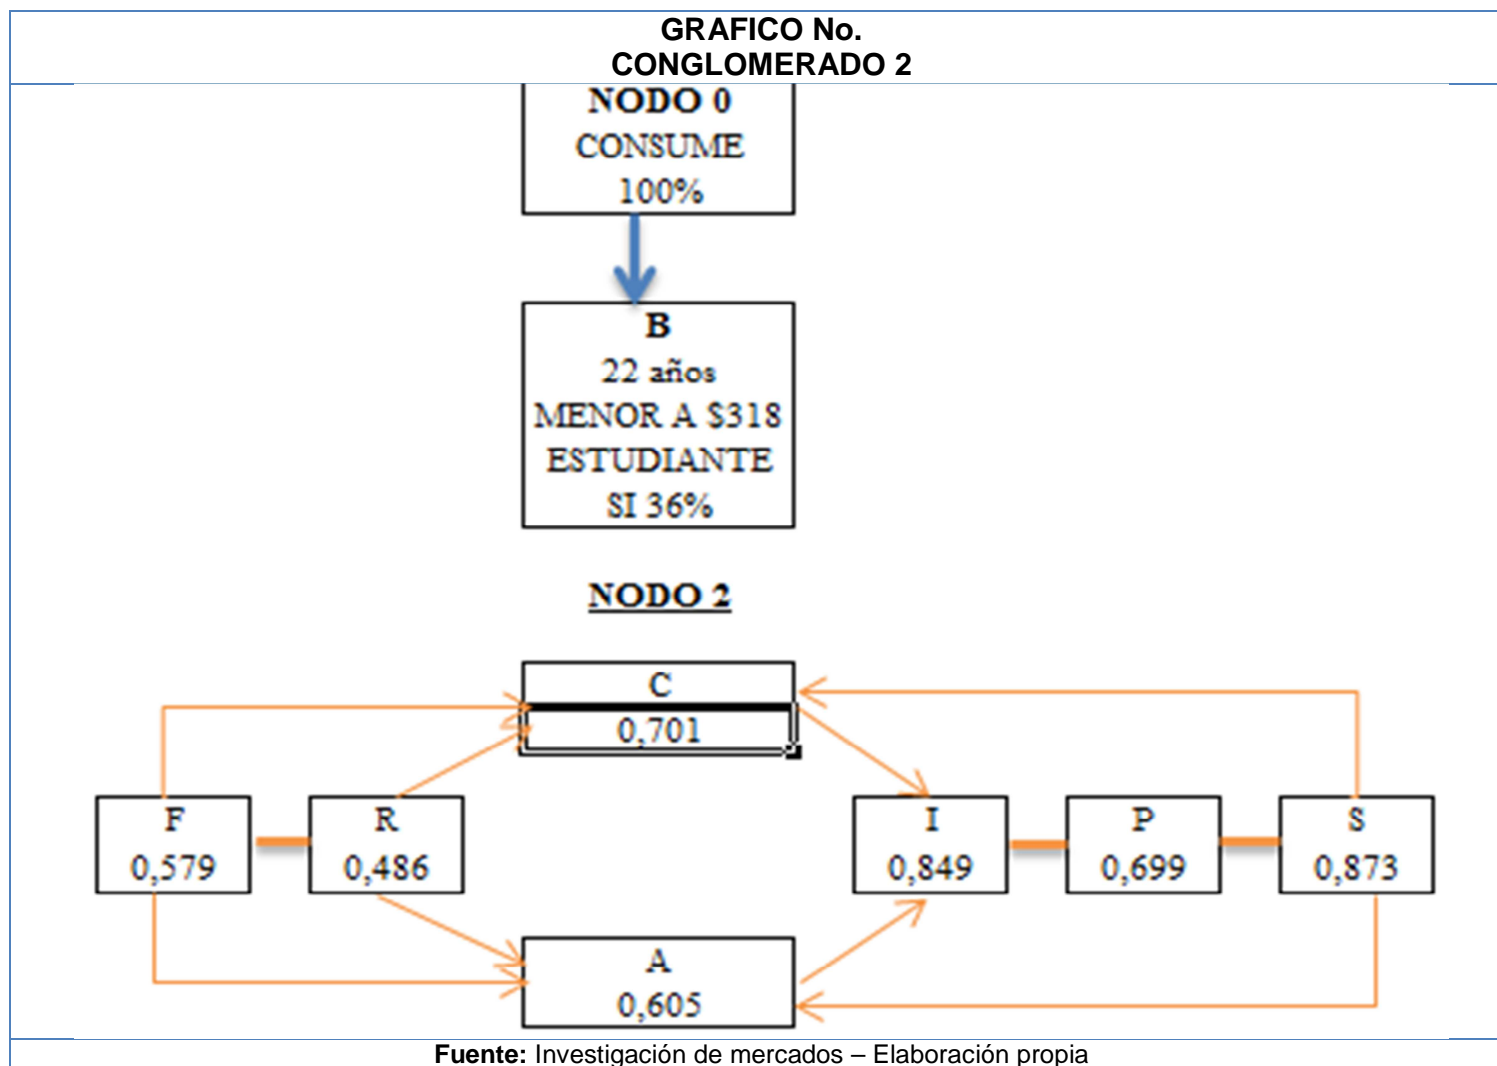 GRAFICO No.
CONGLOMERADO 2
NODO 0
CONSUME
100%
B
22 años
MENOR A $318
ESTUDIANTE
SI 36%
NODO 2
C
0,701
F
0,579
R
0,486
I
0,849
P
0,699
S
0,873
A
0,605
Fuente: Investigación de mercados – Elaboración propia